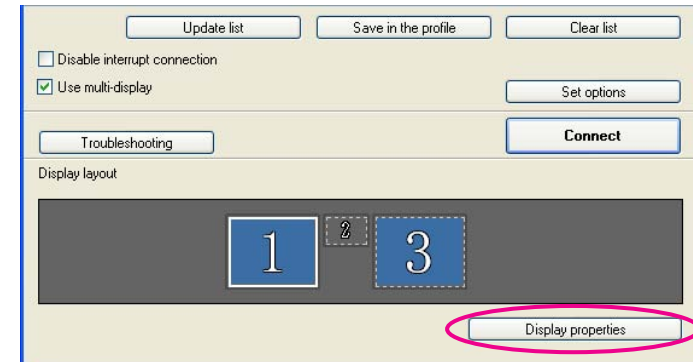 Update list Save in the profile Clear list
Disable interrupt connection
Use multi-display
Set options
Troubleshooting
Connect
Display layout
1 2 3
Display properties